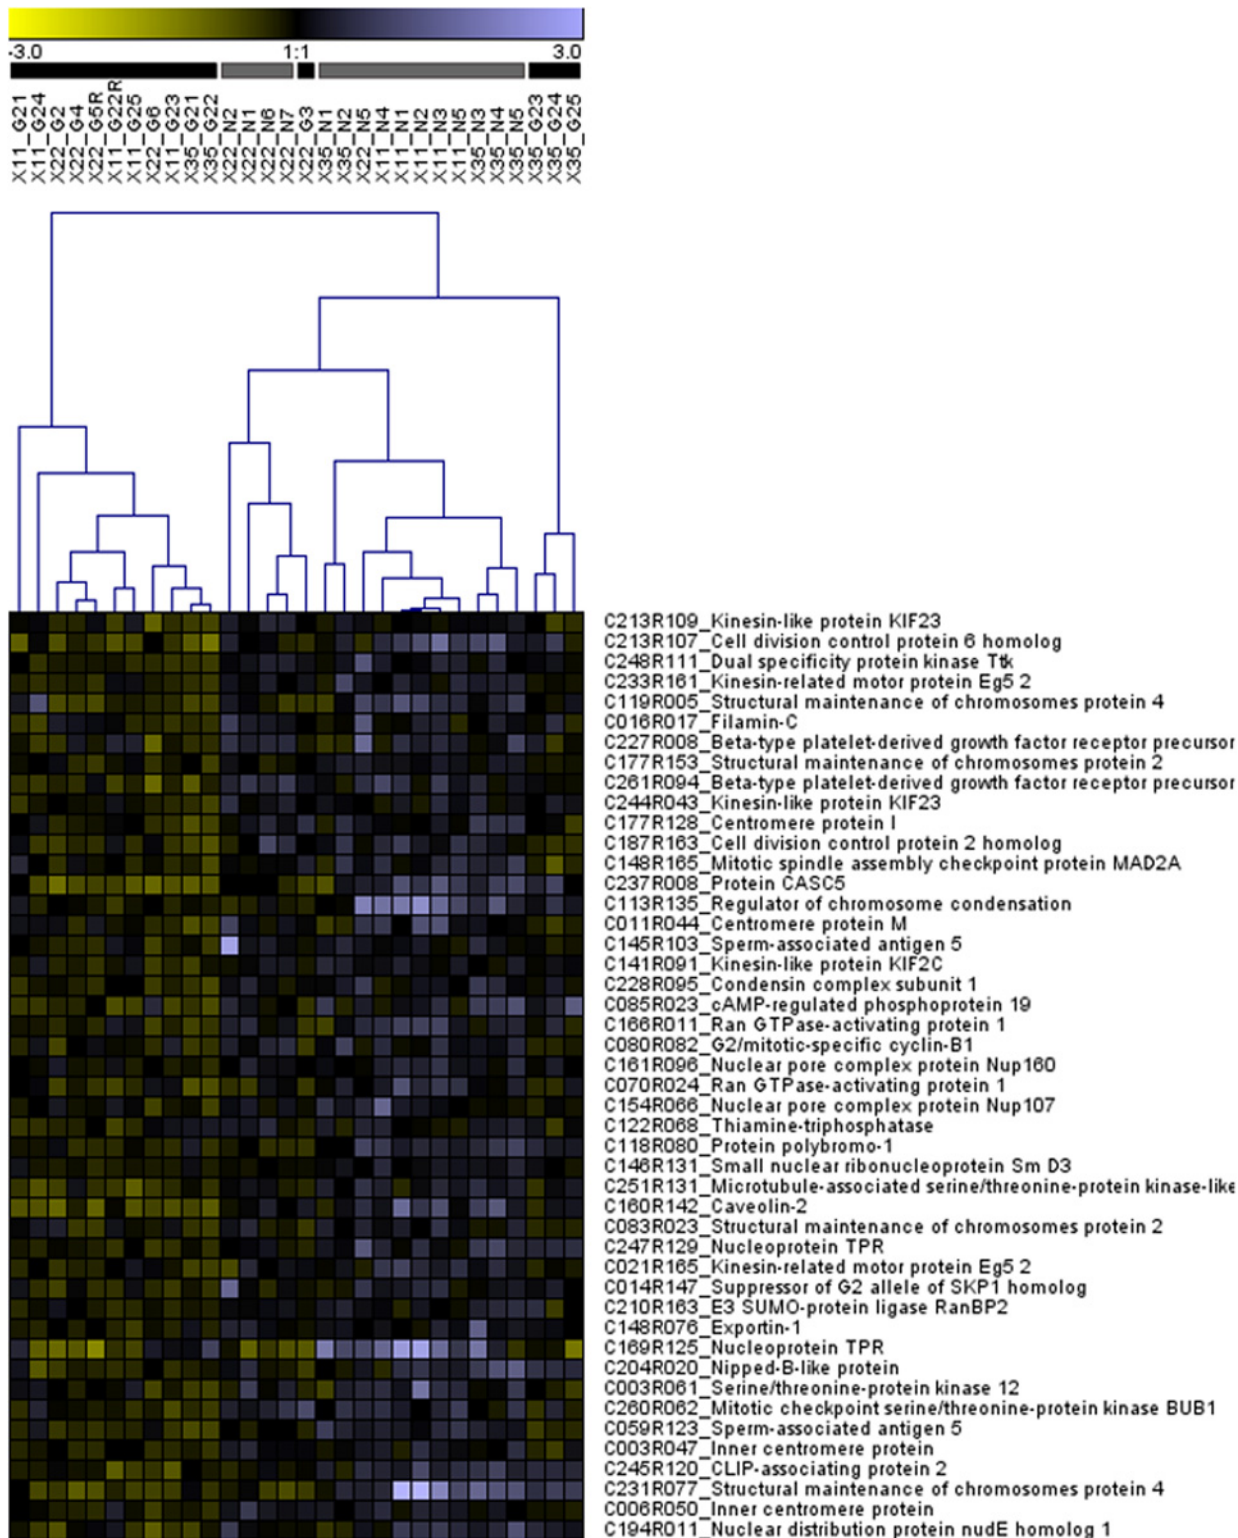 -3.0 1:1 3.0
X11_G21
X11_G24
X22_G2
X22_G4
X22_G5R
X11_G22R
X11_G25
X22_G6
X11_G23
X35_G21
X35_G22
X22_N2
X22_N1
X22_N6
X22_N7
X22_G3
X35_N1
X35_N2
X22_N5
X11_N4
X11_N1
X11_N2
X11_N3
X11_N5
X35_N3
X35_N4
X35_N5
X35_G23
X35_G24
X35_G25
C213R109_Kinesin-like protein KIF23
C213R107_Cell division control protein 6 homolog
C248R111_Dual specificity protein kinase Ttk
C233R161_Kinesin-related motor protein Eg5 2
C119R005_Structural maintenance of chromosomes protein 4
C016R017_Filamin-C
C227R008_Beta-type platelet-derived growth factor receptor precursor
C177R153_Structural maintenance of chromosomes protein 2
C261R094_Beta-type platelet-derived growth factor receptor precursor
C244R043_Kinesin-like protein KIF23
C177R128_Centromere protein I
C187R163_Cell division control protein 2 homolog
C148R165_Mitotic spindle assembly checkpoint protein MAD2A
C237R008_Protein CASC5
C113R135_Regulator of chromosome condensation
C011R044_Centromere protein M
C145R103_Sperm-associated antigen 5
C141R091_Kinesin-like protein KIF2C
C228R095_Condensin complex subunit 1
C085R023_cAMP-regulated phosphoprotein 19
C166R011_Ran GTPase-activating protein 1
C080R082_G2/mitotic-specific cyclin-B1
C161R096_Nuclear pore complex protein Nup160
C070R024_Ran GTPase-activating protein 1
C154R066_Nuclear pore complex protein Nup107
C122R068_Thiamine-triphosphatase
C118R080_Protein polybromo-1
C146R131_Small nuclear ribonucleoprotein Sm D3
C251R131_Microtubule-associated serine/threonine-protein kinase-like
C160R142_Caveolin-2
C083R023_Structural maintenance of chromosomes protein 2
C247R129_Nucleoprotein TPR
C021R165_Kinesin-related motor protein Eg5 2
C014R147_Suppressor of G2 allele of SKP1 homolog
C210R163_E3 SUMO-protein ligase RanBP2
C148R076_Exportin-1
C169R125_Nucleoprotein TPR
C204R020_Nipped-B-like protein
C003R061_Serine/threonine-protein kinase 12
C260R062_Mitotic checkpoint serine/threonine-protein kinase BUB1
C059R123_Sperm-associated antigen 5
C003R047_Inner centromere protein
C245R120_CLIP-associating protein 2
C231R077_Structural maintenance of chromosomes protein 4
C006R050_Inner centromere protein
C194R011_Nuclear distribution protein nudE homolog 1